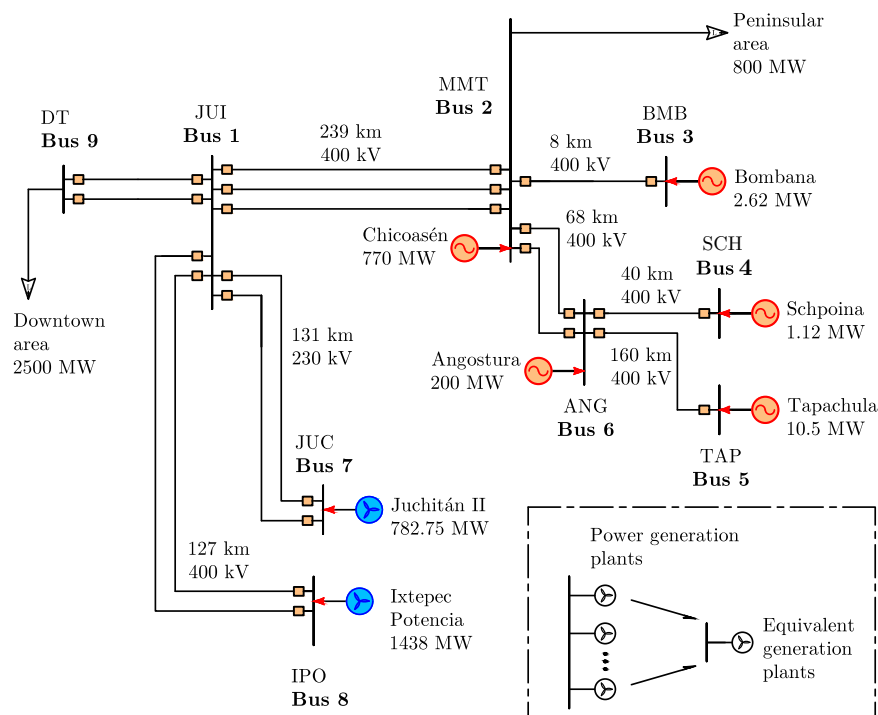 Peninsular
area
800 MW
MMT
Bus 2
DT
Bus 9
JUI
Bus 1
239 km
400 kV
8 km
400 kV
BMB
Bus 3
Bombana
2.62 MW
Chicoasén
770 MW
68 km
400 kV
SCH
Bus 4
40 km
400 kV
Schpoina
1.12 MW
Downtown
area
2500 MW
131 km
230 kV
Angostura
200 MW
160 km
400 kV
ANG
Bus 6
Tapachula
10.5 MW
TAP
Bus 5
JUC
Bus 7
Juchitán II
782.75 MW
127 km
400 kV
Ixtepec
Potencia
1438 MW
IPO
Bus 8
Power generation
plants
Equivalent
generation
plants